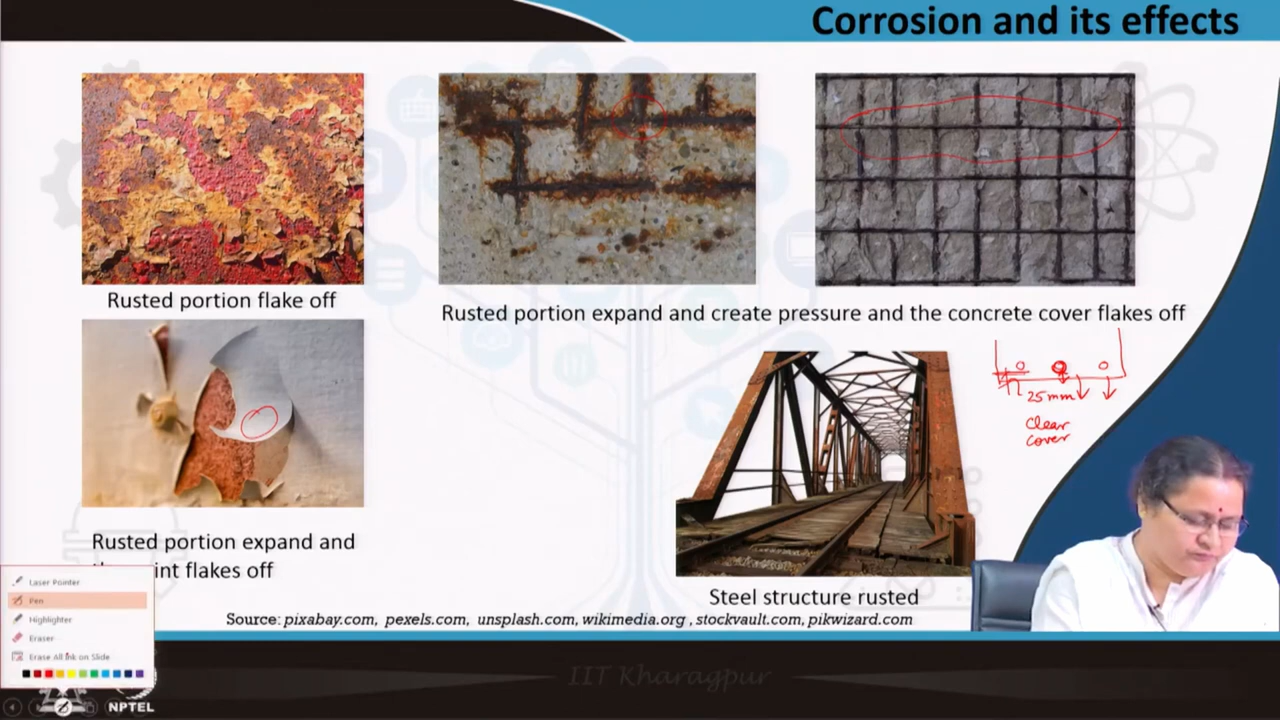 Corrosion and its effects
Rusted portion flake off
Rusted portion expand and create pressure and the concrete cover flakes off
25mm
Clear
cover
Rusted portion expand and
int flakes off
Steel structure rusted
Source: pixabay.com, pexels.com, unsplash.com, wikimedia.org , stockvault.com, pikwizard.com
Laser Pointer
Pen
Highlighter
Eraser
Erase All Ink on Slide
IIT Kharagpur
NPTEL